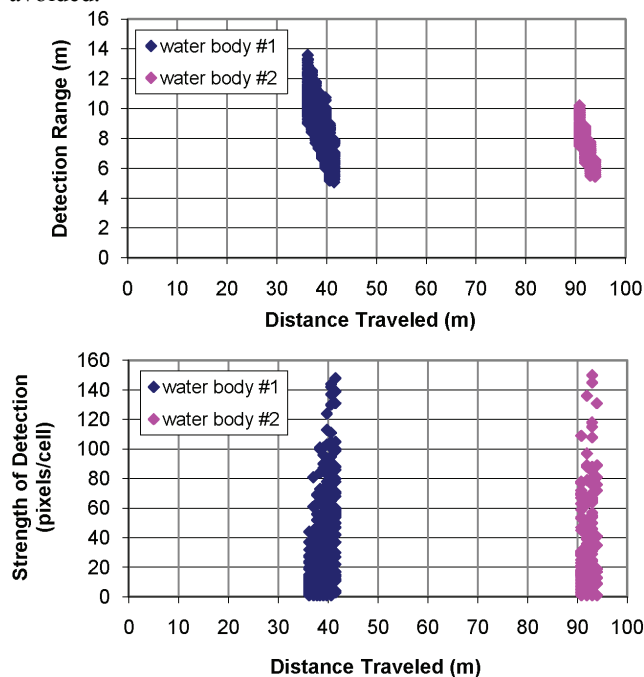 avoided.
16
14
12
10
8
6
4
2
0
Detection Range (m)
water body #1
water body #2
0 10 20 30 40 50 60 70 80 90 100
Distance Traveled (m)
160
140
120
100
80
60
40
20
0
Strength of Detection
(pixels/cell)
water body #1
water body #2
0 10 20 30 40 50 60 70 80 90 100
Distance Traveled (m)